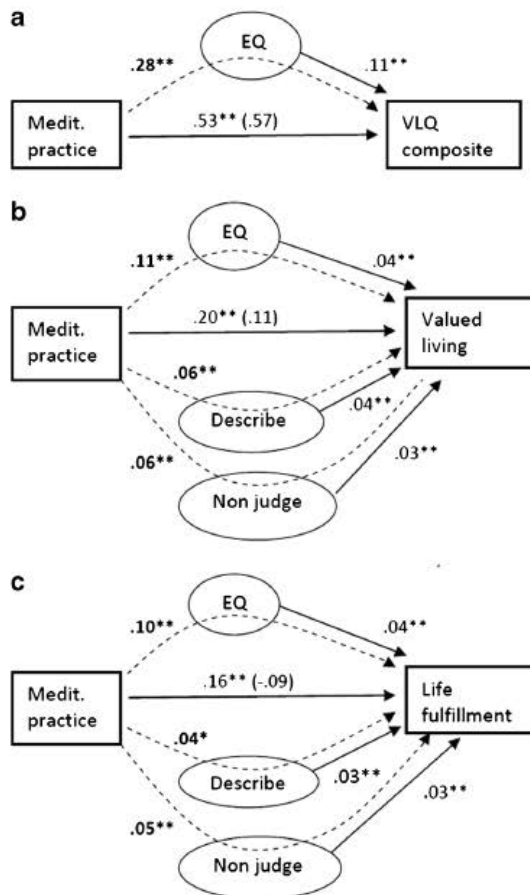 a
EQ
.28**
.11**
Medit.
practice
.53** (.57)
VLQ
composite
b
EQ
.11**
.04**
Medit.
practice
.20** (.11)
Valued
living
.06**
Describe
.04**
.06**
Non judge
.03**
c
EQ
.10**
.04**
Medit.
practice
.16** (-.09)
Life
fulfillment
.04*
Describe
.03**
.05**
Non judge
.03**